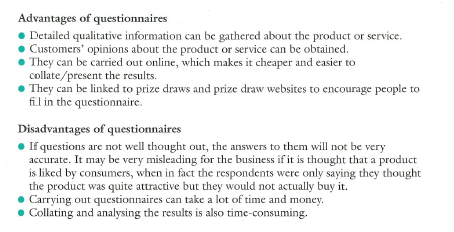 Advantages of questionnaires
● Detailed qualitative information can be gathered about the product or service.
● Customers' opinions about the product or service can be obtained.
● They can be carried out online, which makes it cheaper and easier to
collate/present the results.
● They can be linked to prize draws and prize draw websites to encourage people to
fill in the questionnaire.
Disadvantages of questionnaires
● If questions are not well thought out, the answers to them will not be very
accurate. It may be very misleading for the business if it is thought that a product
is liked by consumers, when in fact the respondents were only saying they thought
the product was quite attractive but they would not actually buy it.
● Carrying out questionnaires can take a lot of time and money.
● Collating and analysing the results is also time-consuming.